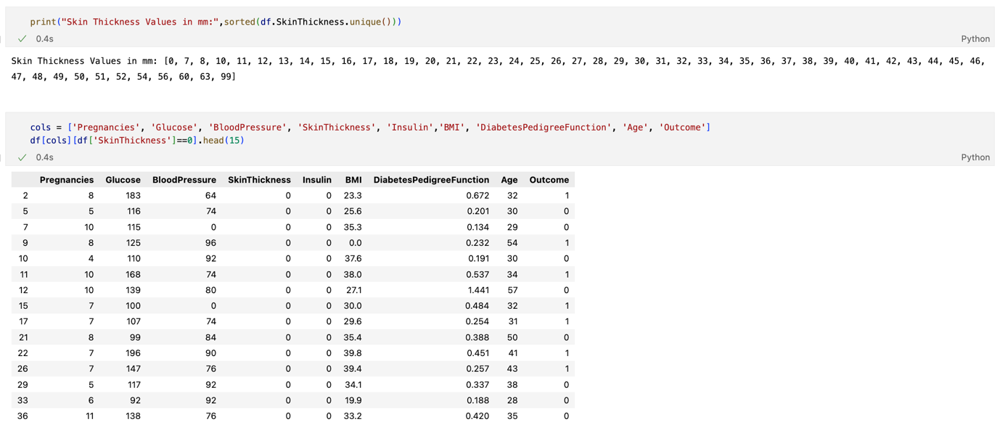 print("Skin Thickness Values in mm:",sorted(df.SkinThickness.unique()))
✓ 0.4s Python
Skin Thickness Values in mm: [0, 7, 8, 10, 11, 12, 13, 14, 15, 16, 17, 18, 19, 20, 21, 22, 23, 24, 25, 26, 27, 28, 29, 30, 31, 32, 33, 34, 35, 36, 37, 38, 39, 40, 41, 42, 43, 44, 45, 46,
47, 48, 49, 50, 51, 52, 54, 56, 60, 63, 99]
cols = ['Pregnancies', 'Glucose', 'BloodPressure', 'SkinThickness', 'Insulin','BMI', 'DiabetesPedigreeFunction', 'Age', 'Outcome']
df[cols][df['SkinThickness']==0].head(15)
✓ 0.4s Python
Pregnancies Glucose BloodPressure SkinThickness Insulin BMI DiabetesPedigreeFunction Age Outcome
2 8 183 64 0 0 23.3 0.672 32 1
5 5 116 74 0 0 25.6 0.201 30 0
7 10 115 0 0 0 35.3 0.134 29 0
9 8 125 96 0 0 0.0 0.232 54 1
10 4 110 92 0 0 37.6 0.191 30 0
11 10 168 74 0 0 38.0 0.537 34 1
12 10 139 80 0 0 27.1 1.441 57 0
15 7 100 0 0 0 30.0 0.484 32 1
17 7 107 74 0 0 29.6 0.254 31 1
21 8 99 84 0 0 35.4 0.388 50 0
22 7 196 90 0 0 39.8 0.451 41 1
26 7 147 76 0 0 39.4 0.257 43 1
29 5 117 92 0 0 34.1 0.337 38 0
33 6 92 92 0 0 19.9 0.188 28 0
36 11 138 76 0 0 33.2 0.420 35 0